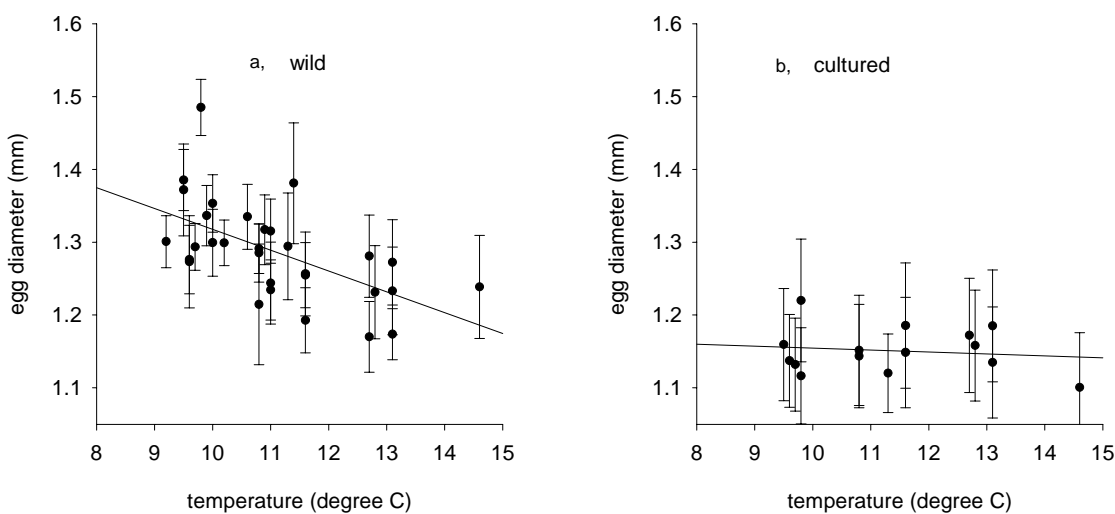 a, wild
egg diameter (mm)
1.6
1.5
1.4
1.3
1.2
1.1
8 9 10 11 12 13 14 15
temperature (degree C)
b, cultured
egg diameter (mm)
1.6
1.5
1.4
1.3
1.2
1.1
8 9 10 11 12 13 14 15
temperature (degree C)